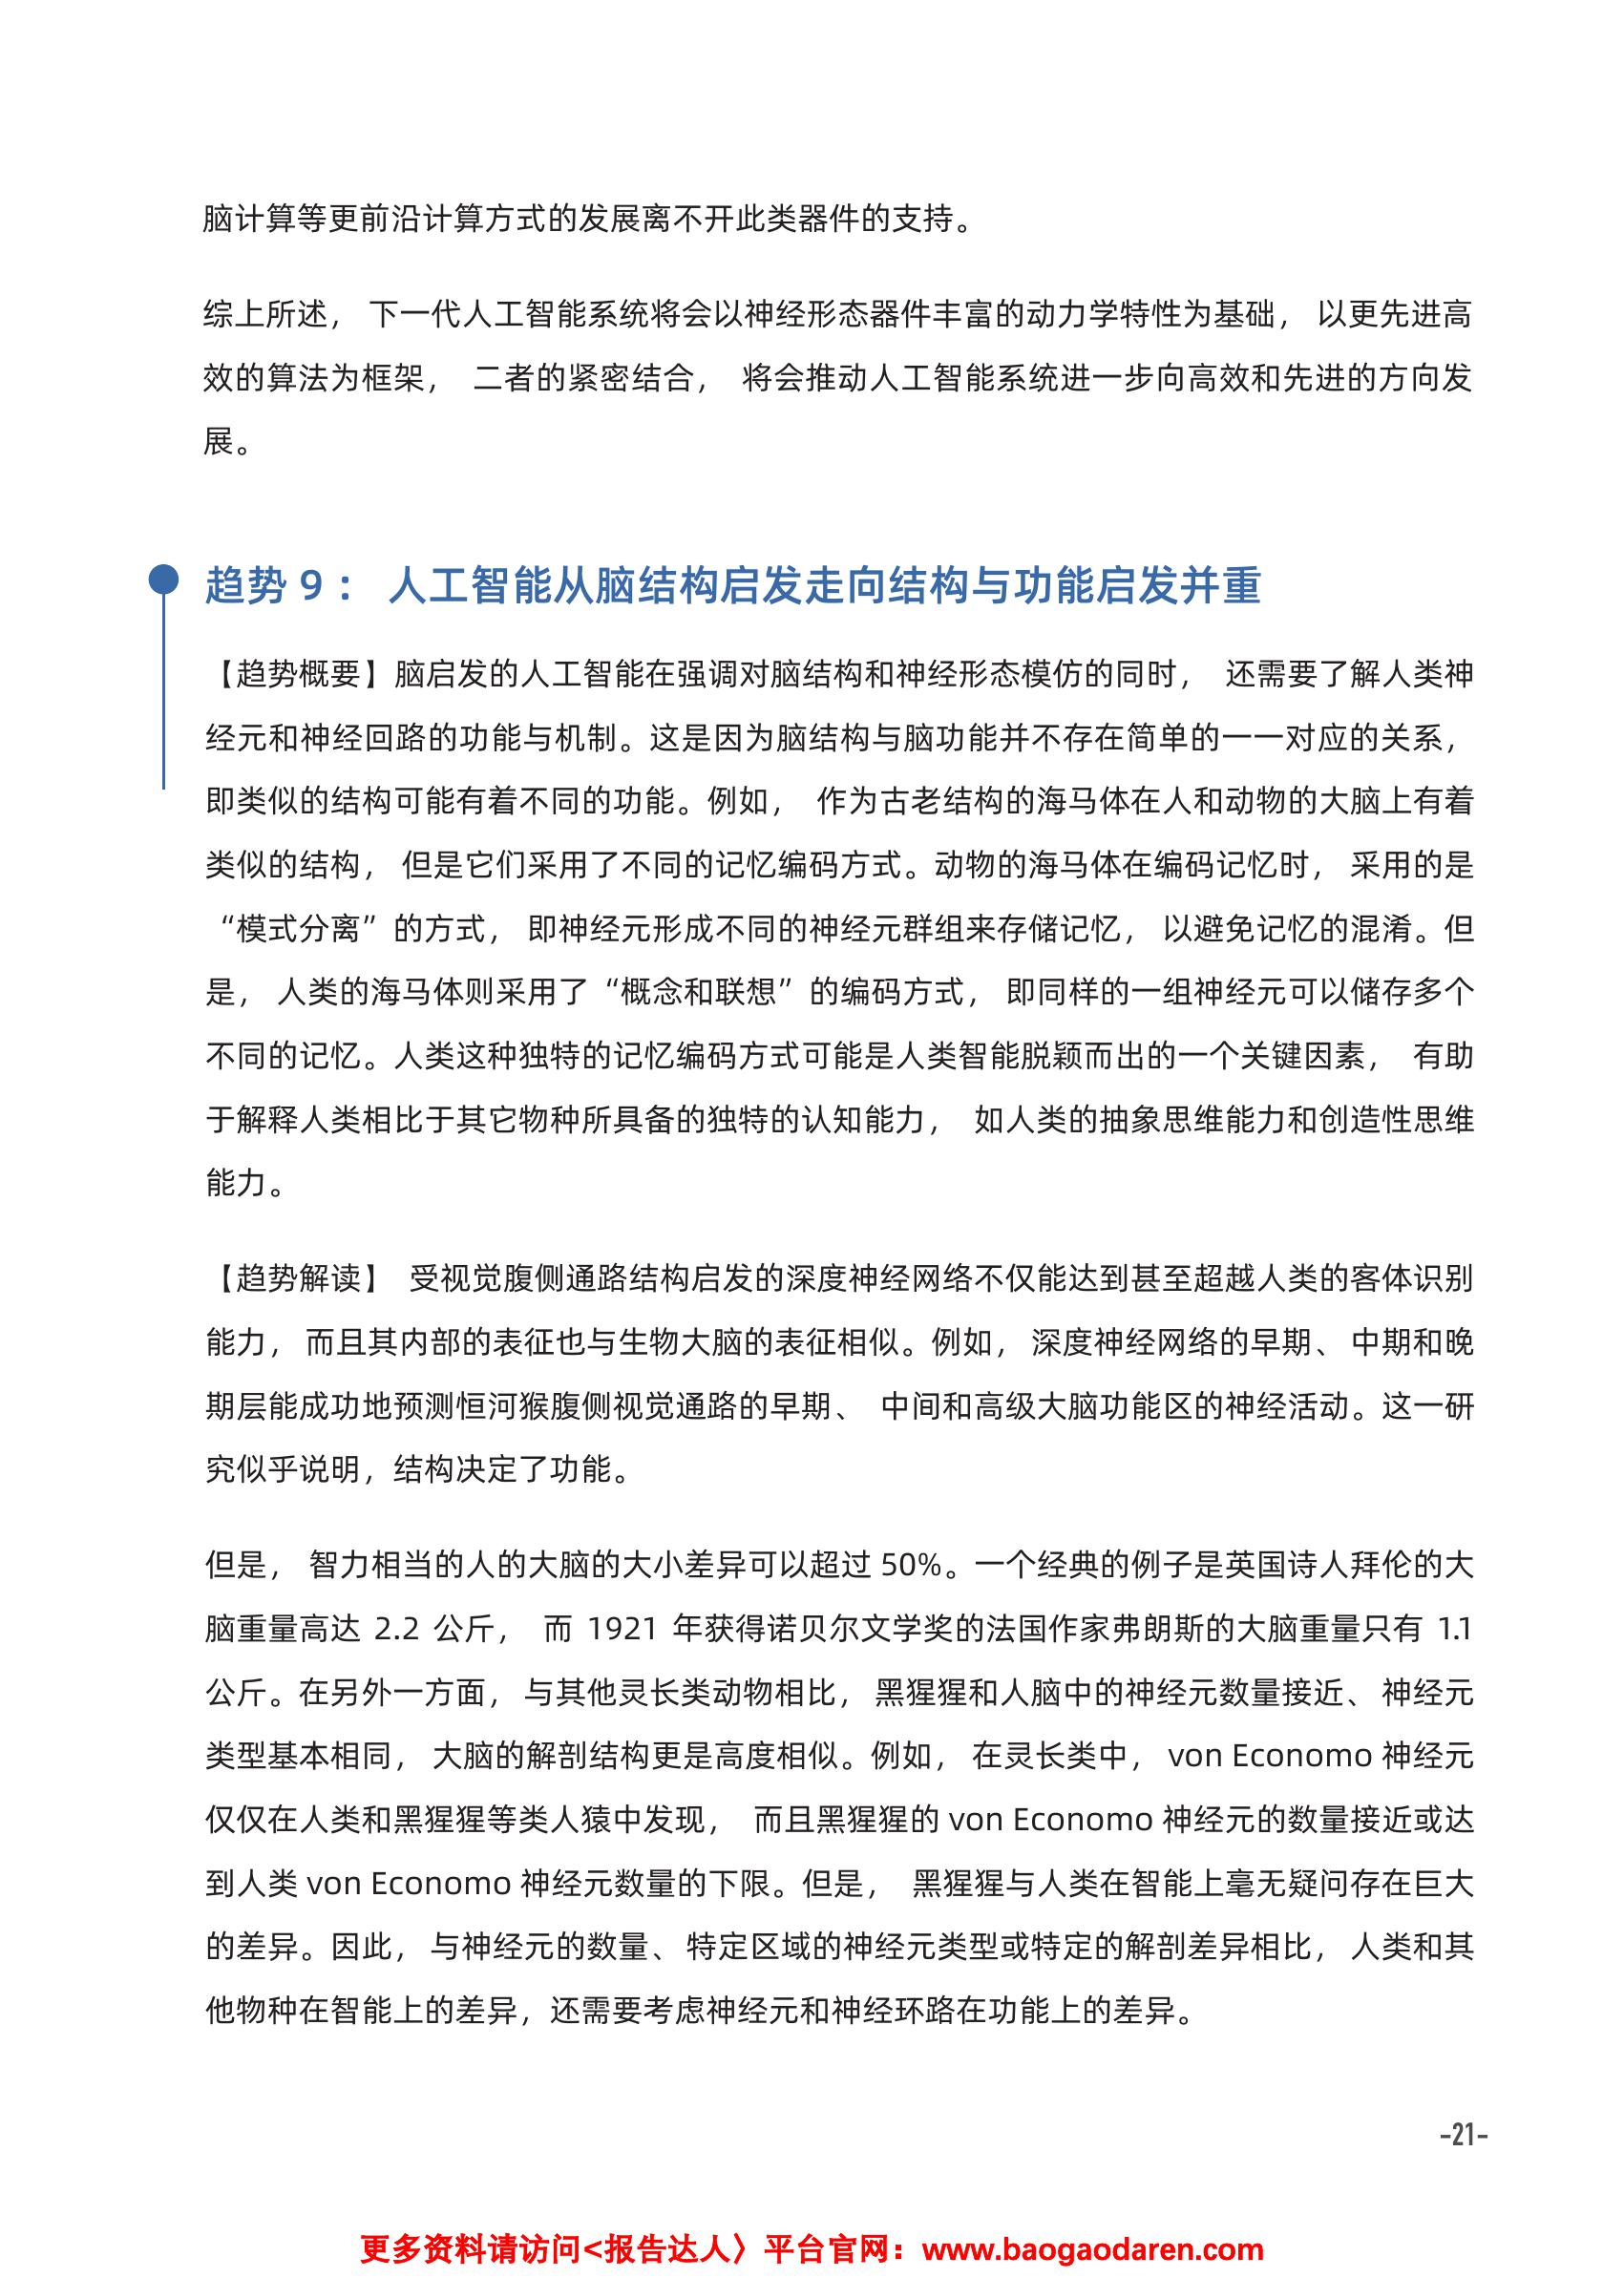 脑计算等更前沿计算方式的发展离不开此类器件的支持。
综上所述， 下一代人工智能系统将会以神经形态器件丰富的动力学特性为基础， 以更先进高
效的算法为框架， 二者的紧密结合， 将会推动人工智能系统进一步向高效和先进的方向发
展。
趋势 9： 人工智能从脑结构启发走向结构与功能启发并重
【趋势概要】脑启发的人工智能在强调对脑结构和神经形态模仿的同时， 还需要了解人类神
经元和神经回路的功能与机制。这是因为脑结构与脑功能并不存在简单的一一对应的关系，
即类似的结构可能有着不同的功能。例如， 作为古老结构的海马体在人和动物的大脑上有着
类似的结构， 但是它们采用了不同的记忆编码方式。动物的海马体在编码记忆时， 采用的是
“模式分离” 的方式， 即神经元形成不同的神经元群组来存储记忆， 以避免记忆的混淆。但
是， 人类的海马体则采用了 “概念和联想” 的编码方式， 即同样的一组神经元可以储存多个
不同的记忆。人类这种独特的记忆编码方式可能是人类智能脱颖而出的一个关键因素， 有助
于解释人类相比于其它物种所具备的独特的认知能力， 如人类的抽象思维能力和创造性思维
能力。
【趋势解读】 受视觉腹侧通路结构启发的深度神经网络不仅能达到甚至超越人类的客体识别
能力， 而且其内部的表征也与生物大脑的表征相似。例如， 深度神经网络的早期、 中期和晚
期层能成功地预测恒河猴腹侧视觉通路的早期、 中间和高级大脑功能区的神经活动。这一研
究似乎说明，结构决定了功能。
但是， 智力相当的人的大脑的大小差异可以超过 50%。一个经典的例子是英国诗人拜伦的大
脑重量高达 2.2 公斤， 而 1921 年获得诺贝尔文学奖的法国作家弗朗斯的大脑重量只有 1.1
公斤。在另外一方面， 与其他灵长类动物相比， 黑猩猩和人脑中的神经元数量接近、 神经元
类型基本相同， 大脑的解剖结构更是高度相似。例如， 在灵长类中， von Economo 神经元
仅仅在人类和黑猩猩等类人猿中发现， 而且黑猩猩的 von Economo 神经元的数量接近或达
到人类 von Economo 神经元数量的下限。但是， 黑猩猩与人类在智能上毫无疑问存在巨大
的差异。因此， 与神经元的数量、 特定区域的神经元类型或特定的解剖差异相比， 人类和其
他物种在智能上的差异，还需要考虑神经元和神经环路在功能上的差异。
-21-
更多资料请访问<报告达人〉平台官网：www.baogaodaren.com